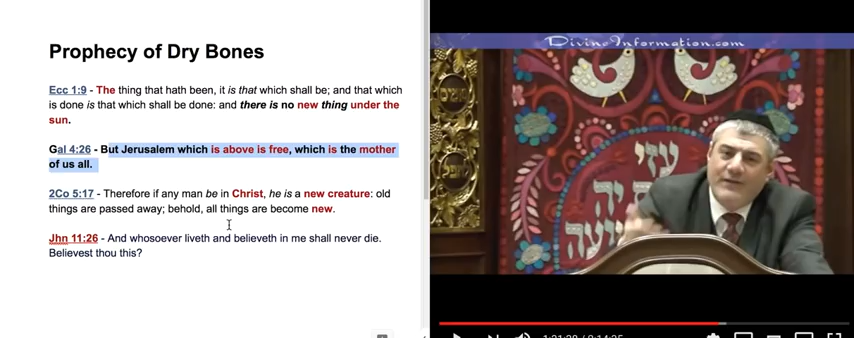 Prophecy of Dry Bones
Ecc 1:9 - The thing that hath been, it is that which shall be; and that which
is done is that which shall be done: and there is no new thing under the
sun.
Gal 4:26 - But Jerusalem which is above is free, which is the mother
of us all.
2Co 5:17 - Therefore if any man be in Christ, he is a new creature: old
things are passed away; behold, all things are become new.
Jhn 11:26 - And whosoever liveth and believeth in me shall never die.
Believest thou this?
DivineInformation.com
עזי